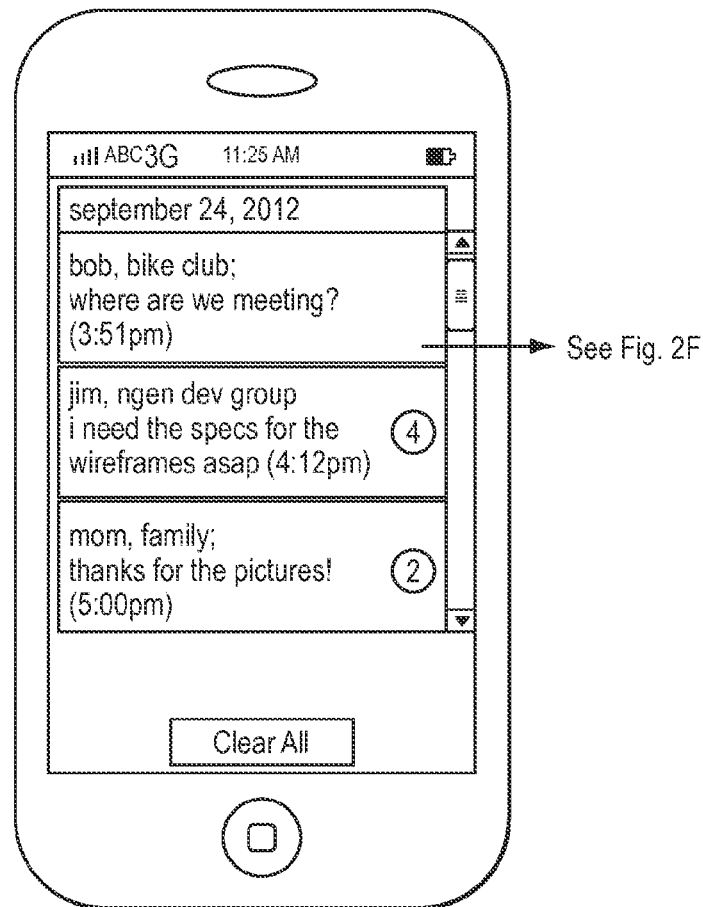 ABC 3G 11:25 AM
september 24, 2012
bob, bike club;
where are we meeting?
(3:51pm)
See Fig. 2F
jim, ngen dev group
i need the specs for the
wireframes asap (4:12pm)
4
mom, family;
thanks for the pictures!
(5:00pm)
2
Clear All